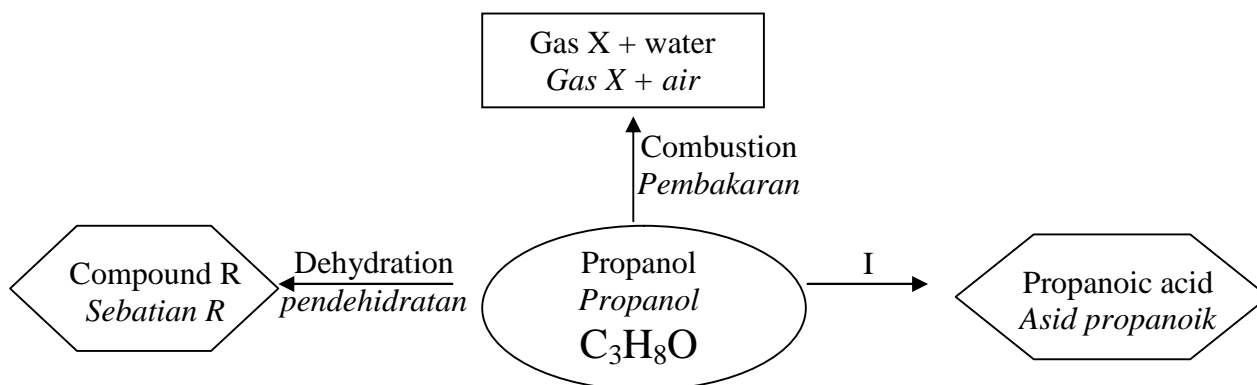 Gas X + water
Gas X + air
Combustion
Pembakaran
Compound R
Sebatian R
Dehydration
pendehidratan
Propanol
Propanol
C₃H₈O
I
Propanoic acid
Asid propanoik